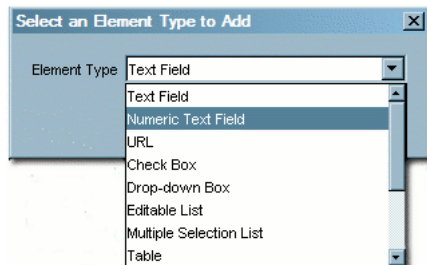 Select an Element Type to Add
Element Type Text Field
Text Field
Numeric Text Field
URL
Check Box
Drop-down Box
Editable List
Multiple Selection List
Table